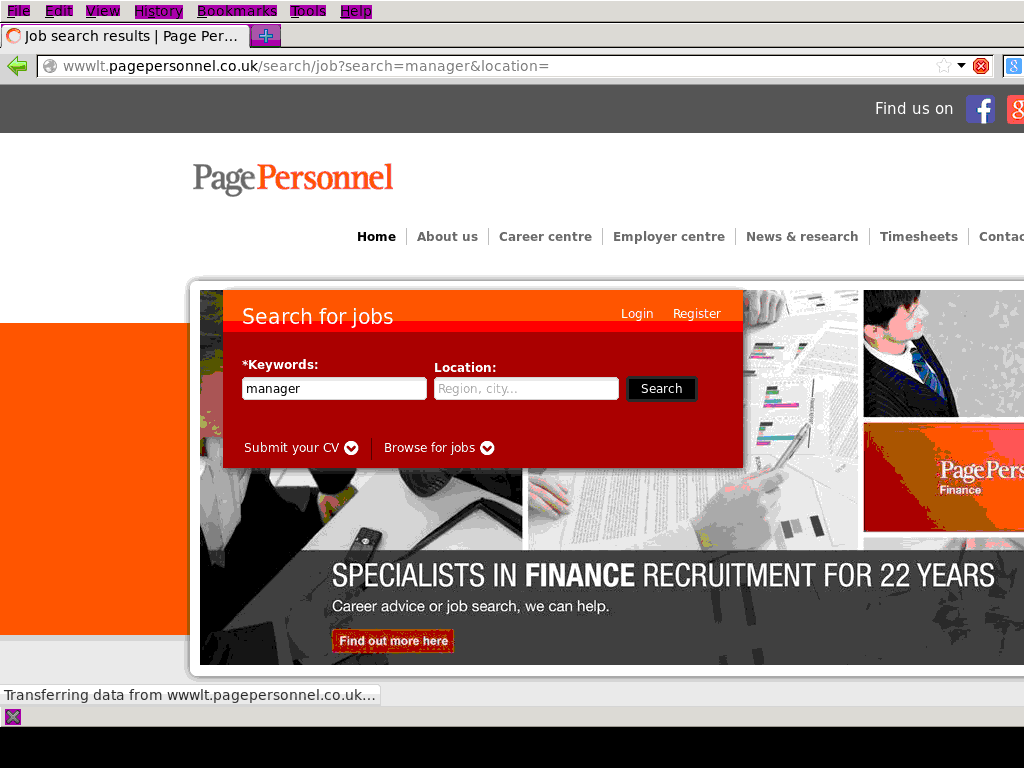 File Edit View History Bookmarks Tools Help
Job search results | Page Per...
wwwlt.pagepersonnel.co.uk/search/job?search=manager&location=
Find us on
PagePersonnel
Home About us Career centre Employer centre News & research Timesheets Contac
Search for jobs Login Register
*Keywords: Location:
manager Region, city... Search
Submit your CV Browse for jobs
PagePers
Finance
SPECIALISTS IN FINANCE RECRUITMENT FOR 22 YEARS
Career advice or job search, we can help.
Find out more here
Transferring data from wwwlt.pagepersonnel.co.uk...